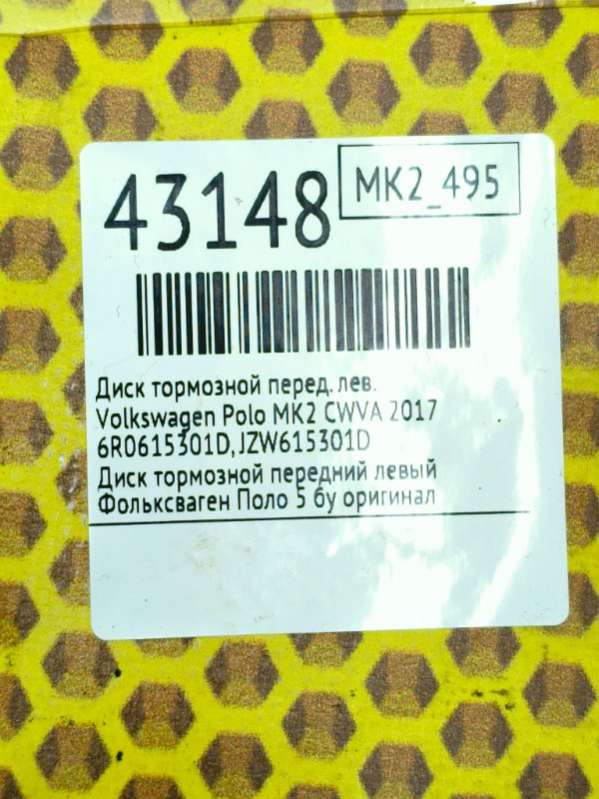 43148
MK2_495
Диск тормозной перед. лев.
Volkswagen Polo MK2 CWVA 2017
6R0615301D, JZW615301D
Диск тормозной передний левый
Фольксваген Поло 5 бу оригинал